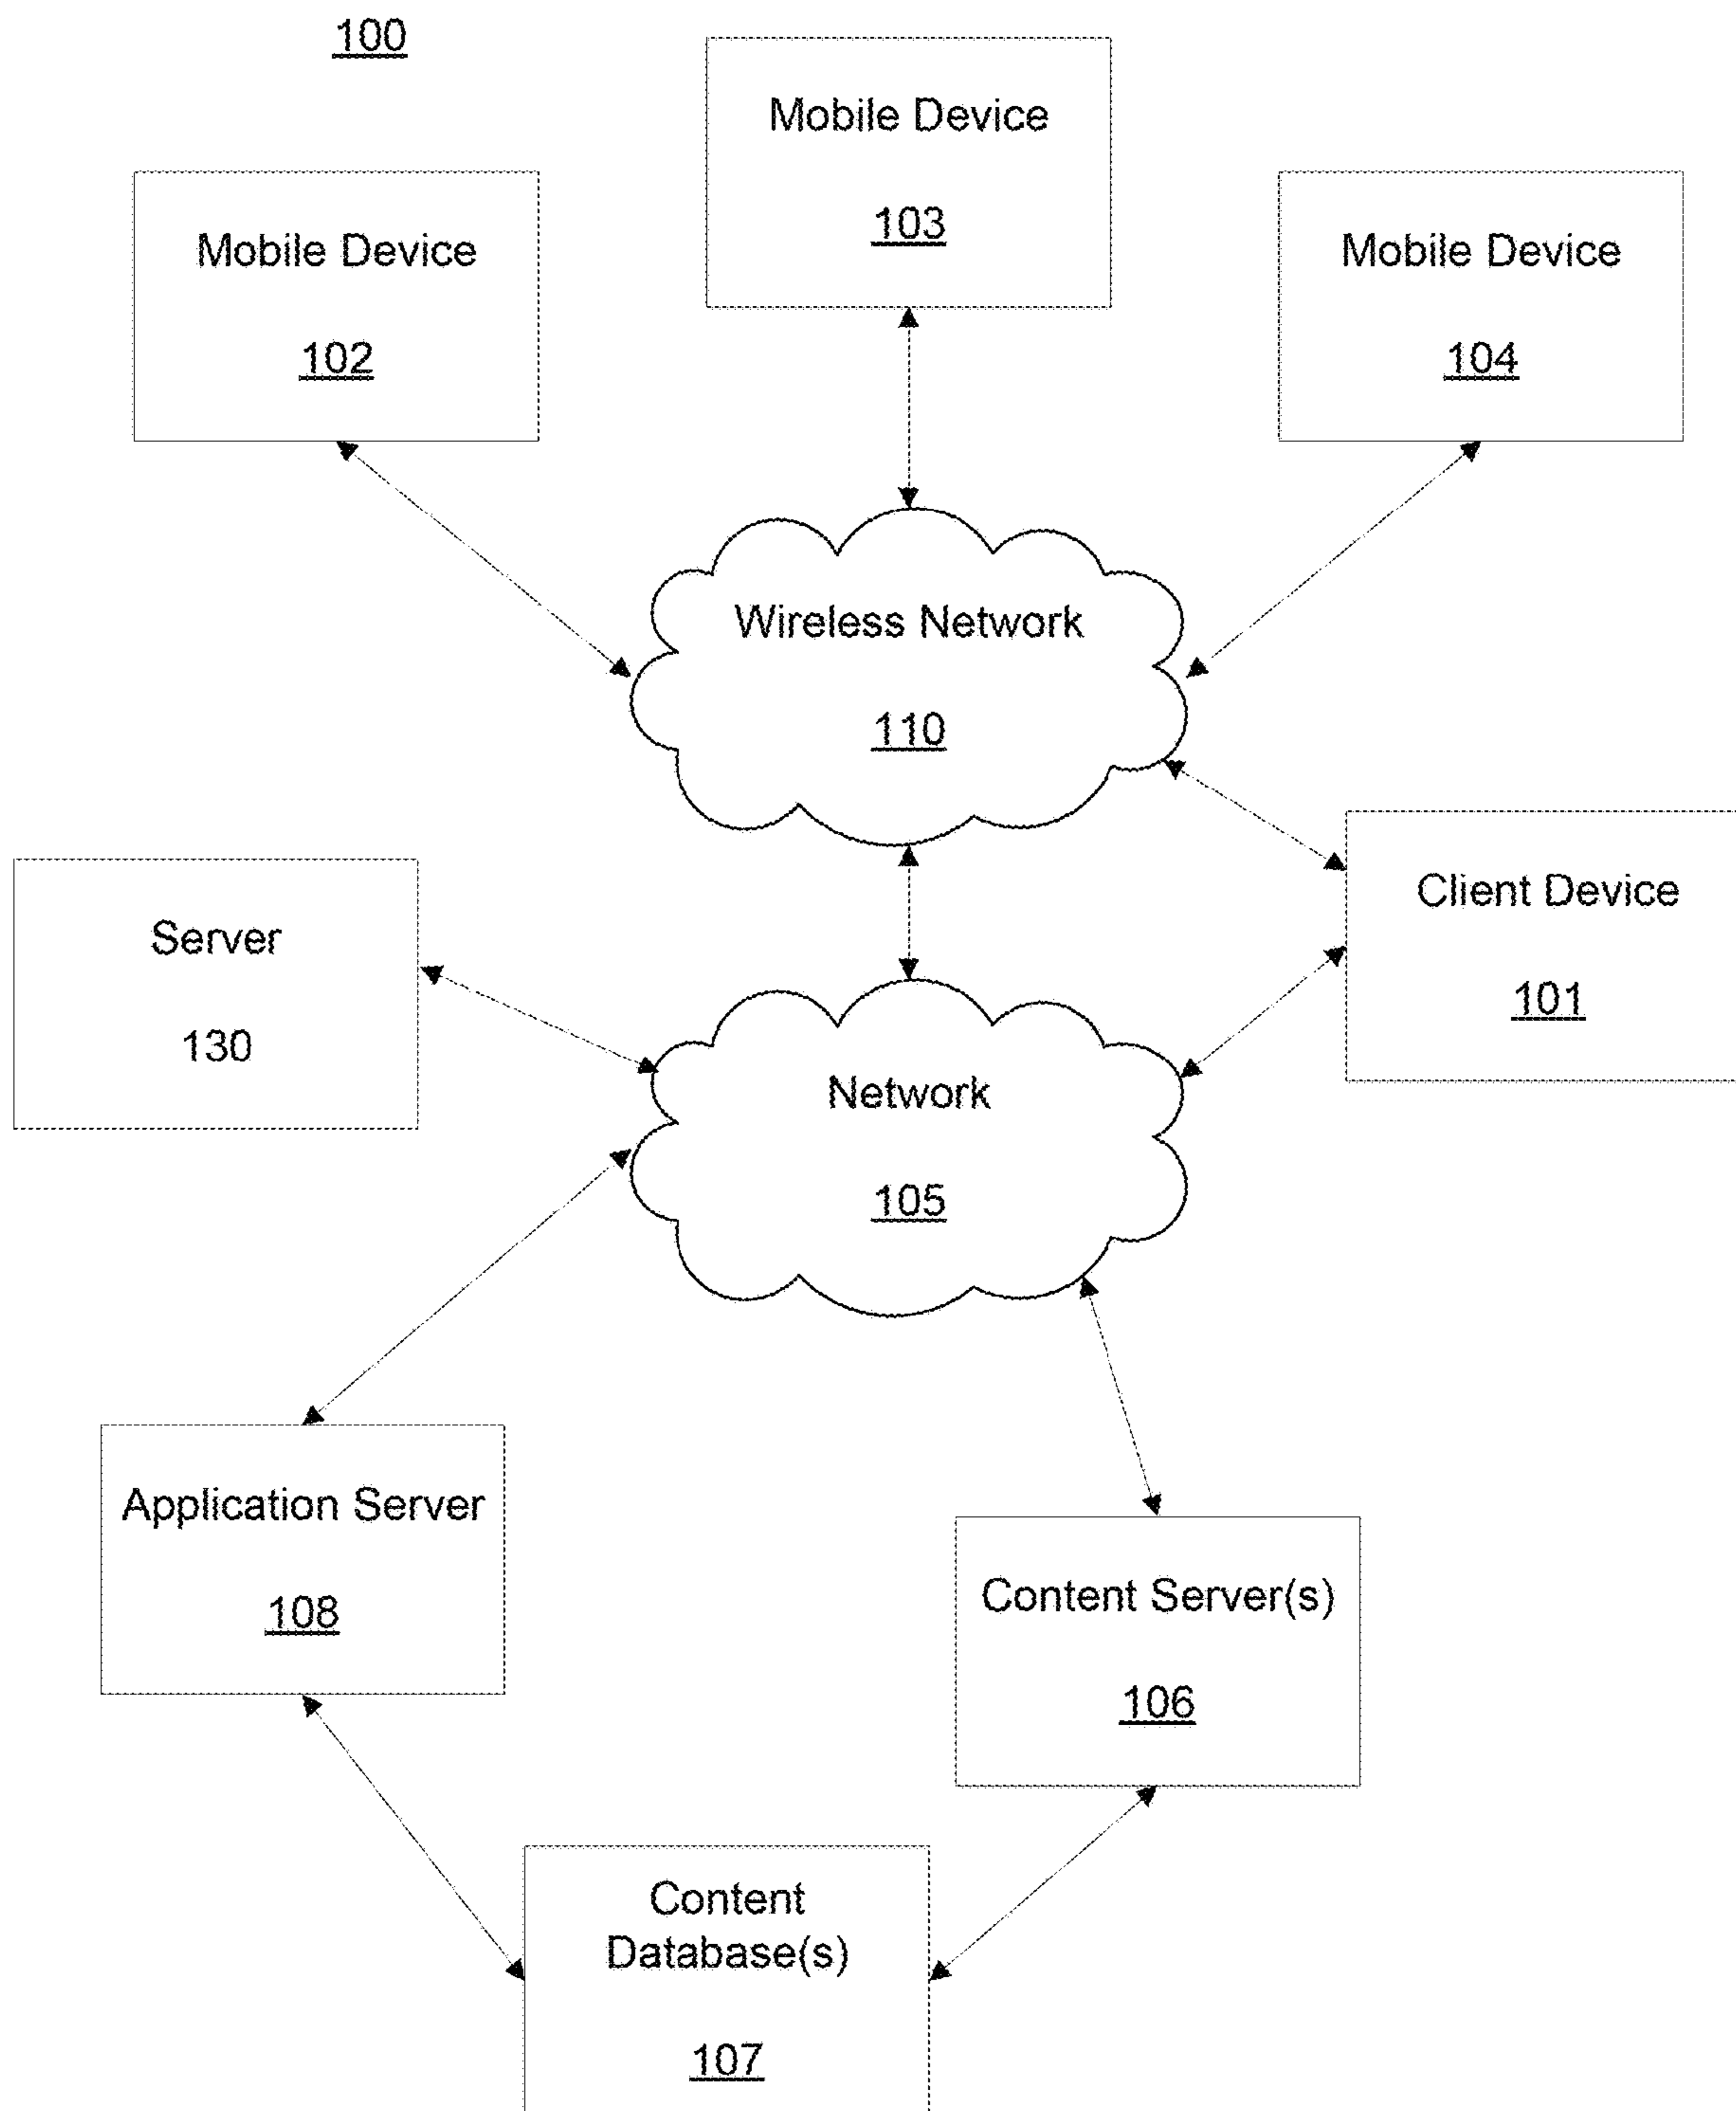 100
Mobile Device
103
Mobile Device
102
Mobile Device
104
Wireless Network
110
Client Device
101
Server
130
Network
105
Application Server
108
Content Server(s)
106
Content
Database(s)
107